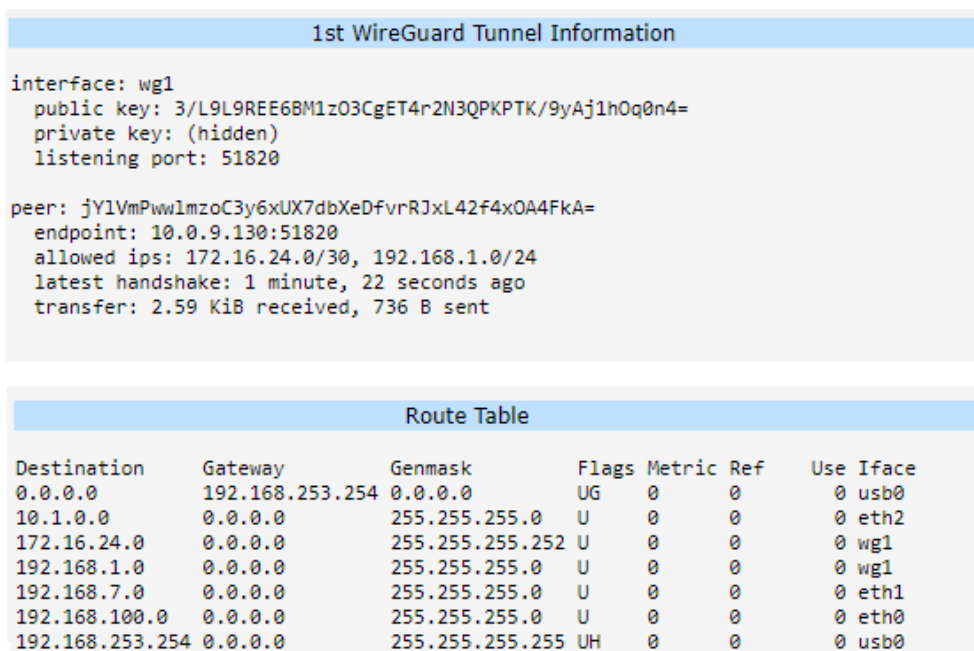 1st WireGuard Tunnel Information
interface: wg1
public key: 3/L9L9REE6BM1zO3CgET4r2N3QPKPTK/9yAj1hOq0n4=
private key: (hidden)
listening port: 51820
peer: jYlVmPwwlmzoC3y6xUX7dbXeDfvrRJxL42f4xOA4FkA=
endpoint: 10.0.9.130:51820
allowed ips: 172.16.24.0/30, 192.168.1.0/24
latest handshake: 1 minute, 22 seconds ago
transfer: 2.59 KiB received, 736 B sent
Route Table
Destination Gateway Genmask Flags Metric Ref Use Iface
0.0.0.0 192.168.253.254 0.0.0.0 UG 0 0 0 usb0
10.1.0.0 0.0.0.0 255.255.255.0 U 0 0 0 eth2
172.16.24.0 0.0.0.0 255.255.255.252 U 0 0 0 wg1
192.168.1.0 0.0.0.0 255.255.255.0 U 0 0 0 wg1
192.168.7.0 0.0.0.0 255.255.255.0 U 0 0 0 eth1
192.168.100.0 0.0.0.0 255.255.255.0 U 0 0 0 eth0
192.168.253.254 0.0.0.0 255.255.255.255 UH 0 0 0 usb0